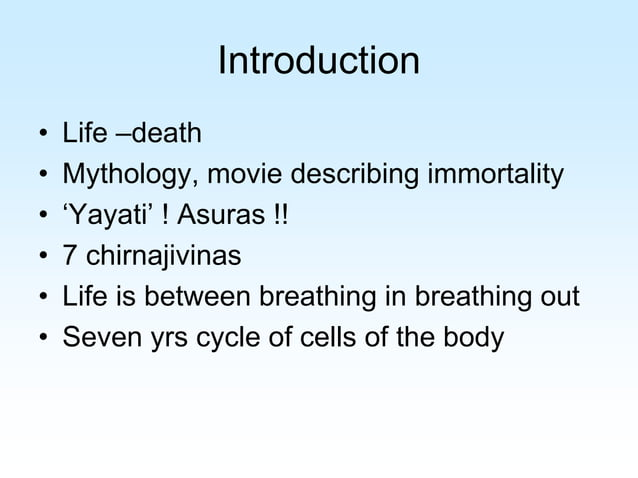 Introduction
• Life –death
• Mythology, movie describing immortality
• ‘Yayati’ ! Asuras !!
• 7 chirnajivinas
• Life is between breathing in breathing out
• Seven yrs cycle of cells of the body